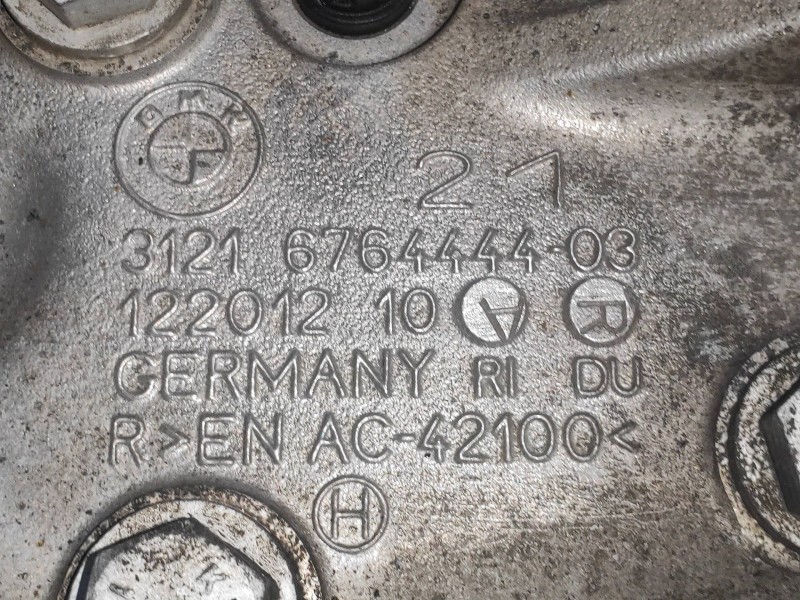 BMW
21
3121 6764444-03
122012 10 A R
GERMANY RI DU
R>EN AC-42100<
H